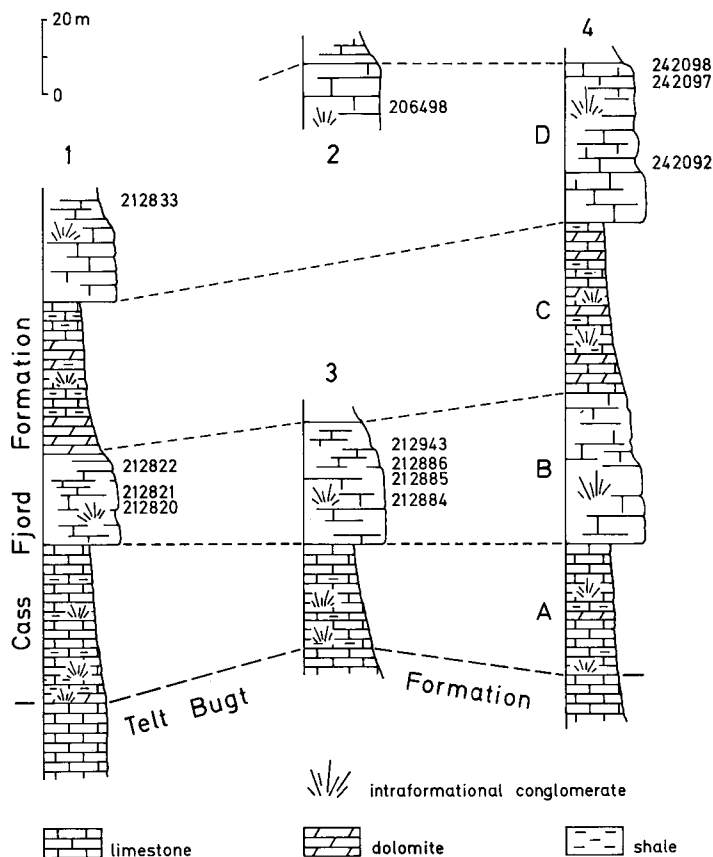 20 m
0
1
2
3
4
242098
242097
206498
D
242092
212833
C
Cass Fjord Formation
212822
212821
212820
212943
212886
212885
212884
B
A
Telt Bugt Formation
intraformational conglomerate
limestone
dolomite
shale